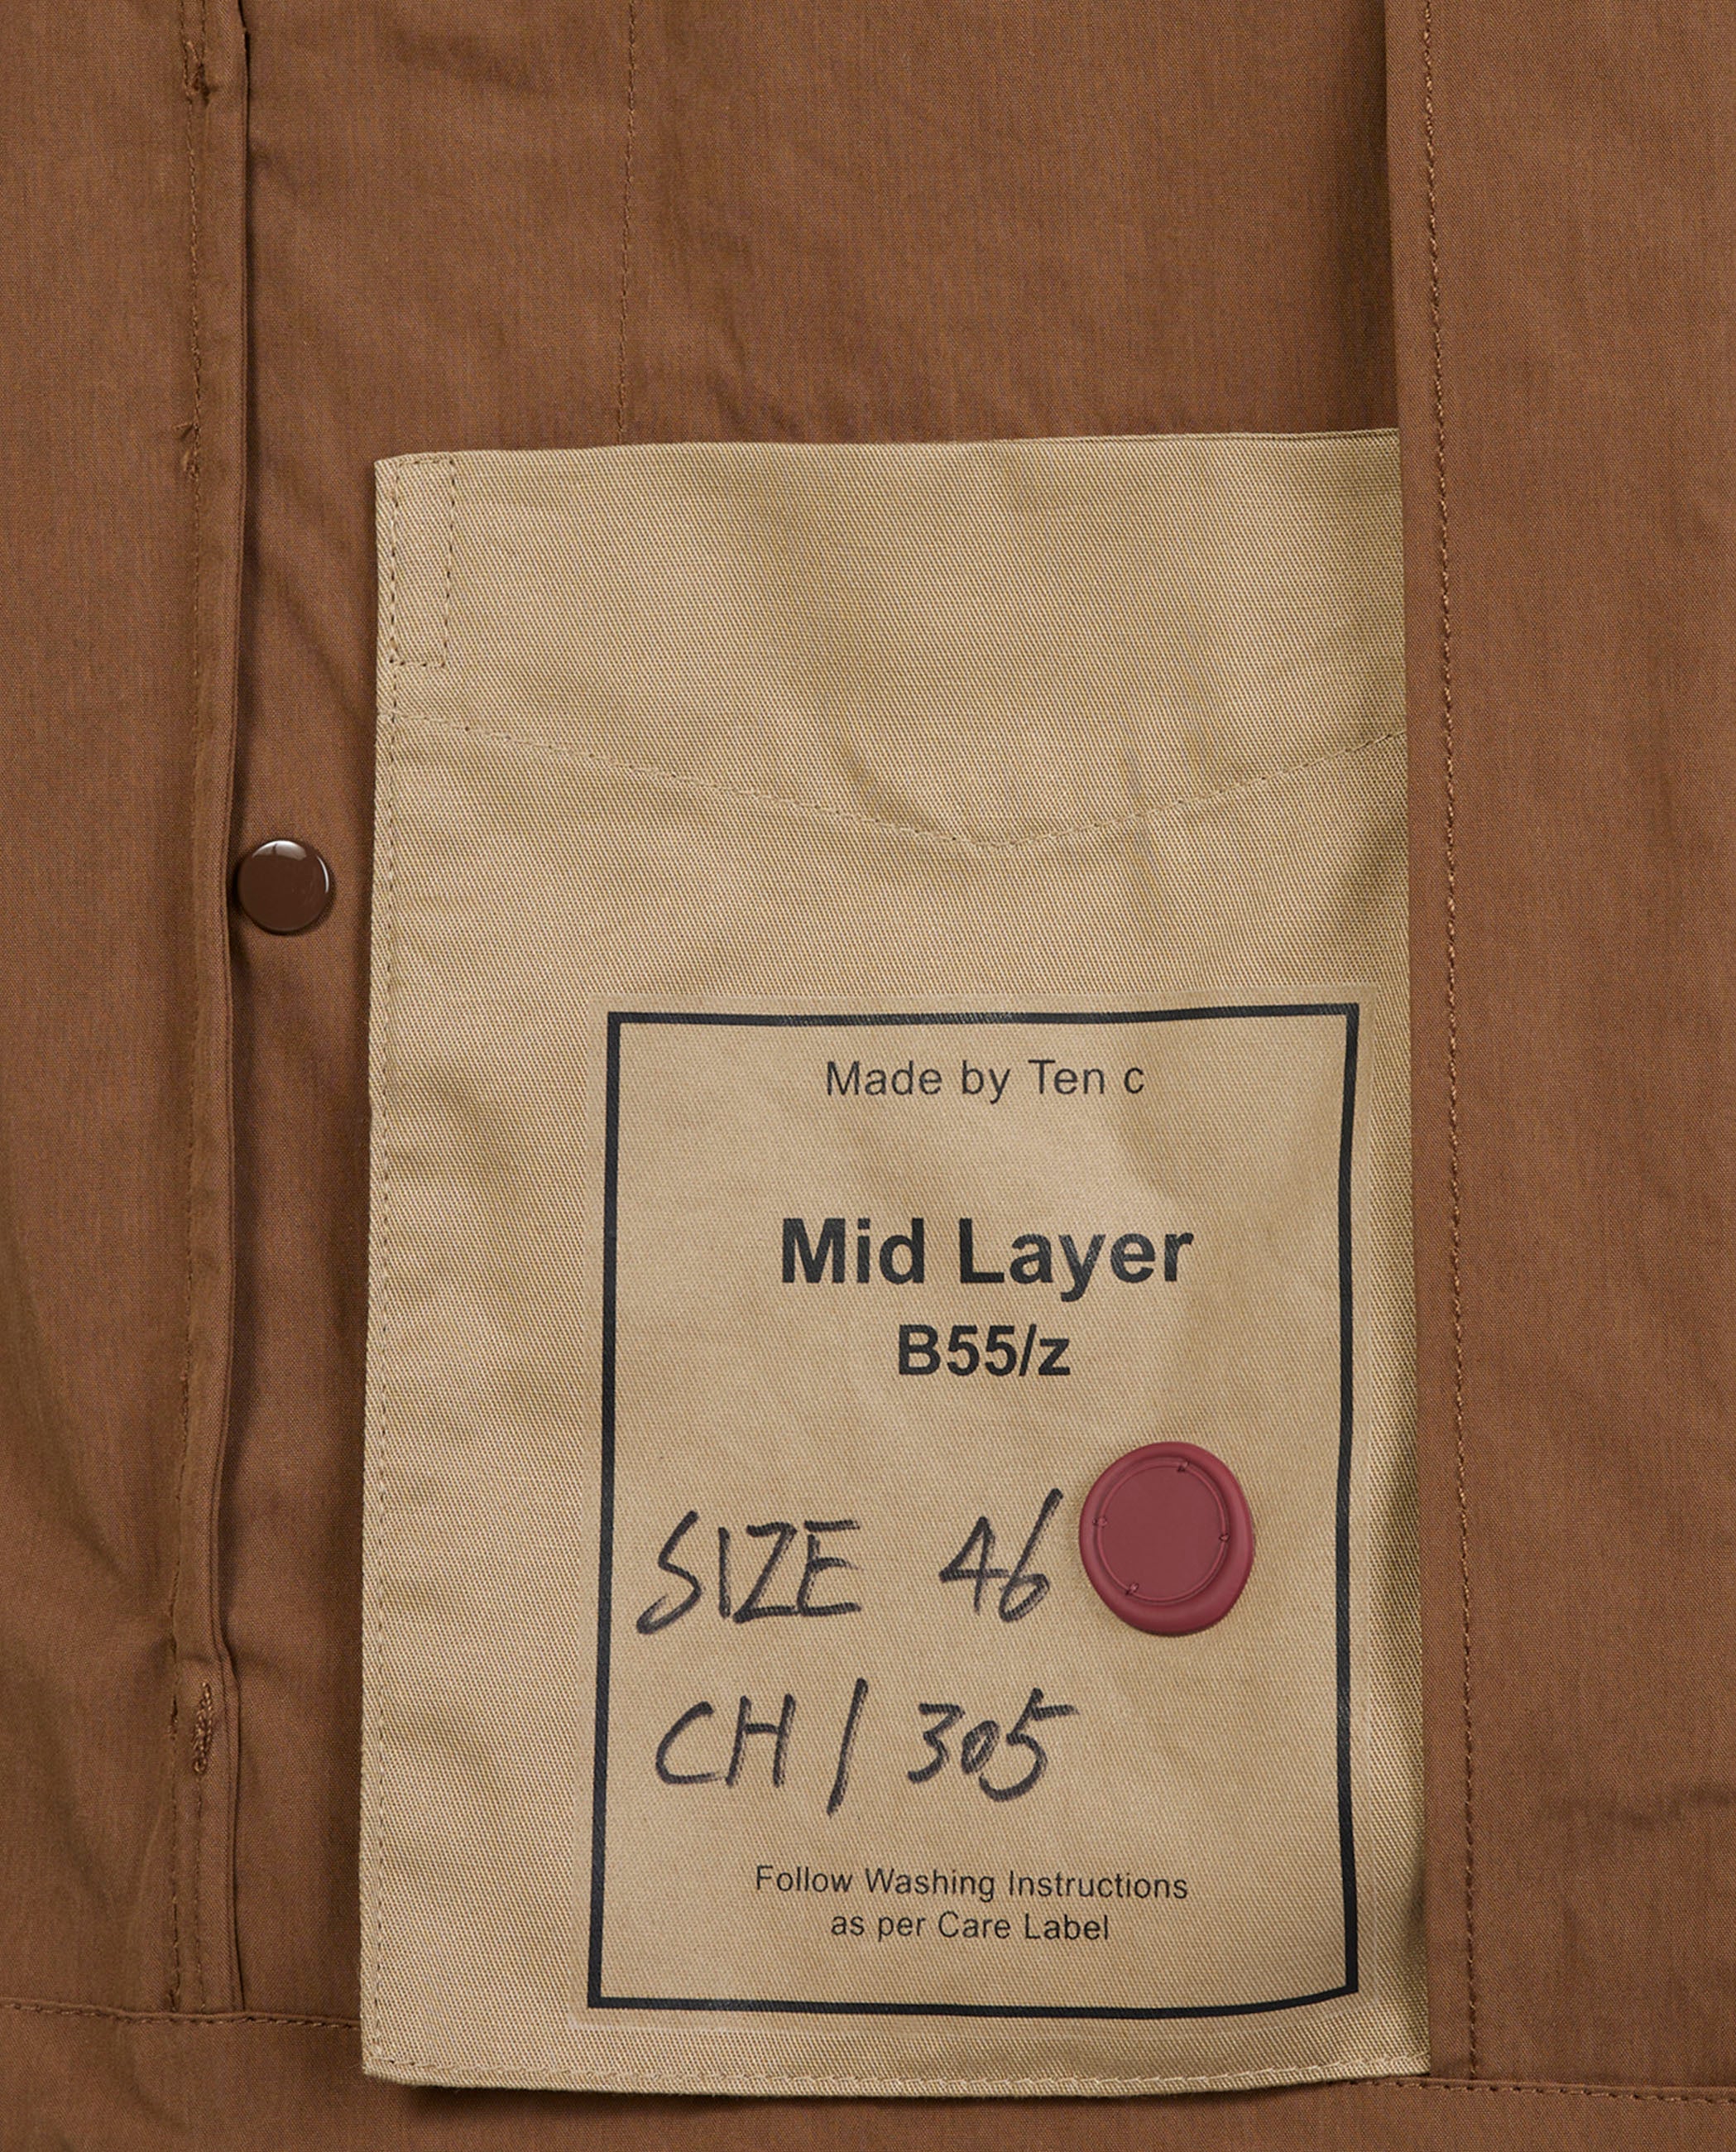 Made by Ten c
Mid Layer
B55/z
SIZE 46
CH / 305
Follow Washing Instructions
as per Care Label